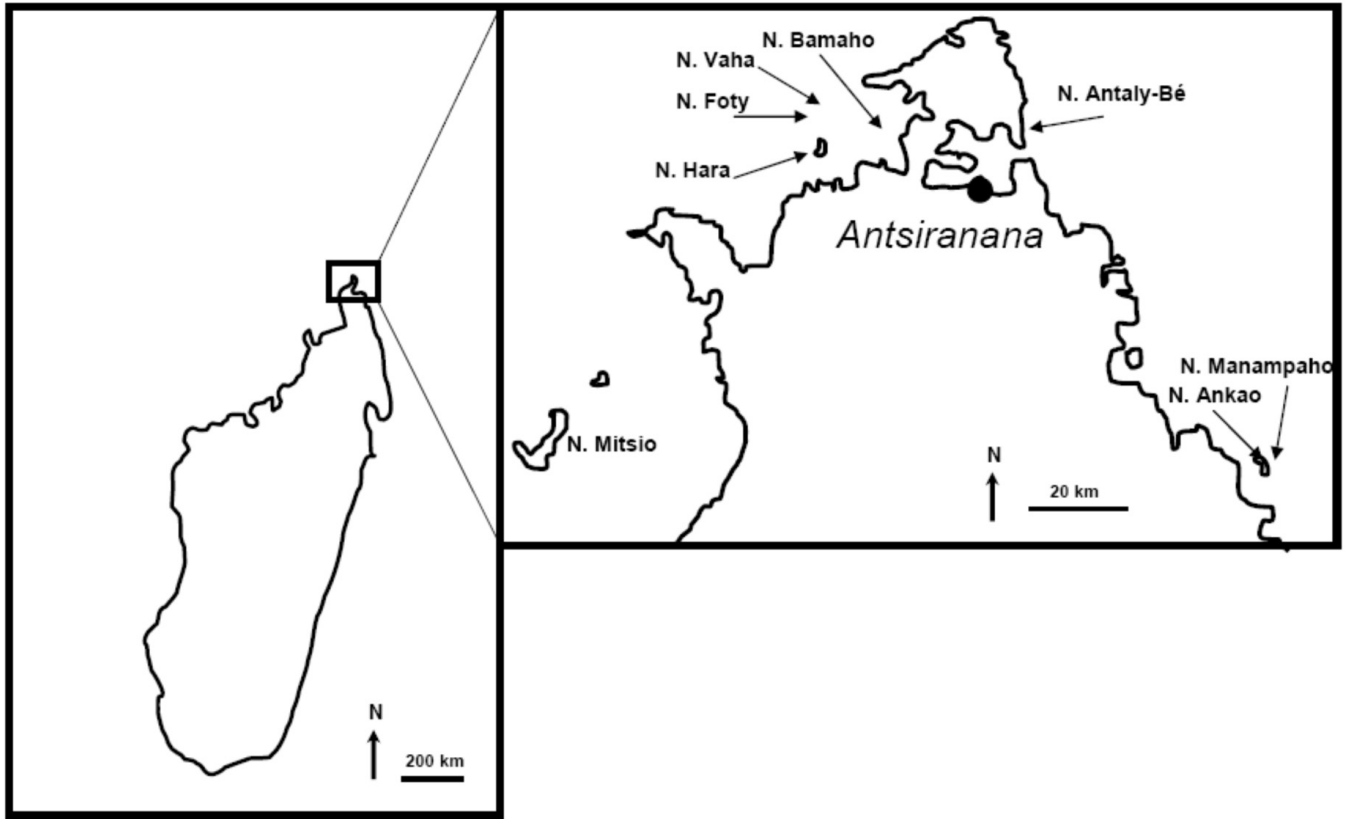 N
200 km
N. Bamaho
N. Vaha
N. Foty
N. Antaly-Bé
N. Hara
Antsiranana
N. Manampaho
N. Ankao
N. Mitsio
N
20 km